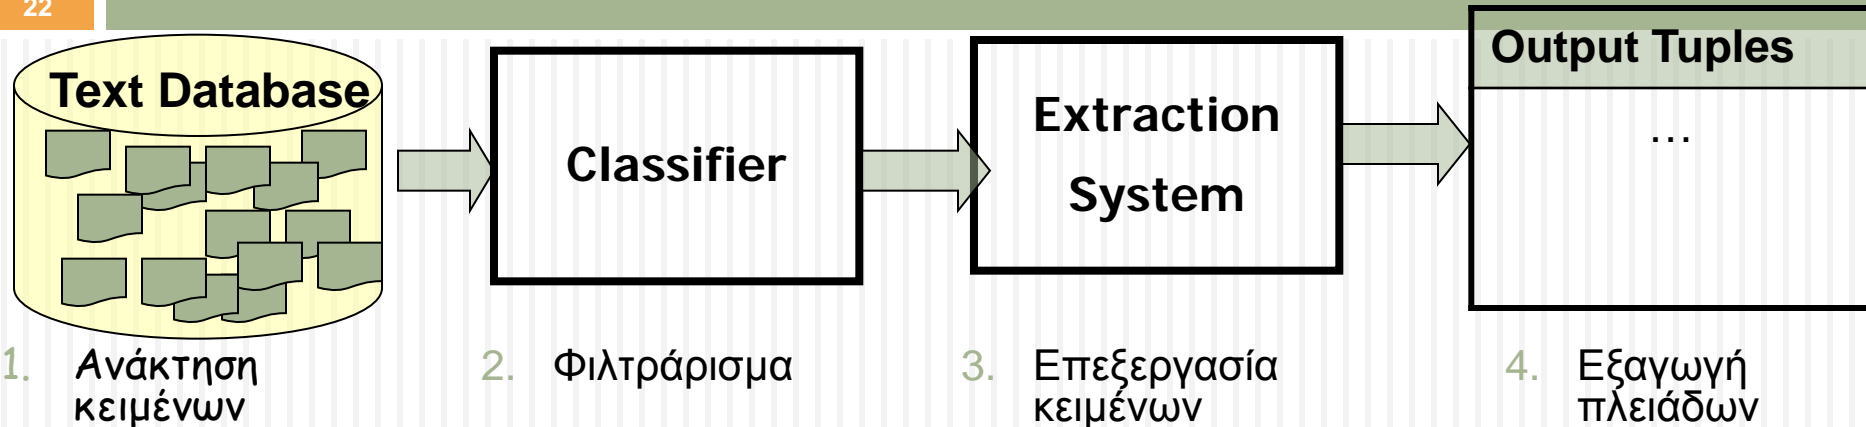 22
Text Database
Classifier
Extraction
System
Output Tuples
...
1. Ανάκτηση
κειμένων
2. Φιλτράρισμα
3. Επεξεργασία
κειμένων
4. Εξαγωγή
πλειάδων